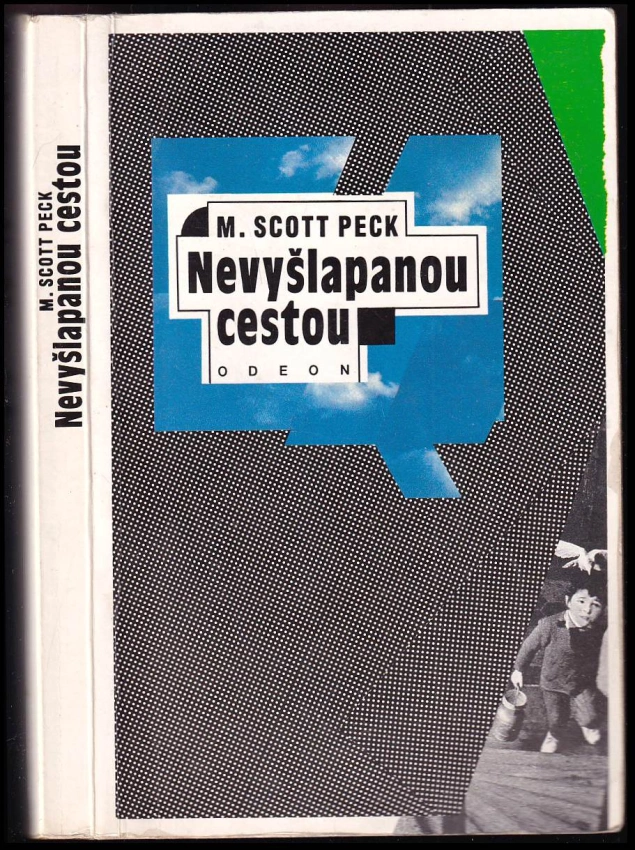 M. SCOTT PECK
Nevyšlapanou cestou
M. SCOTT PECK
Nevyšlapanou
cestou
ODEON